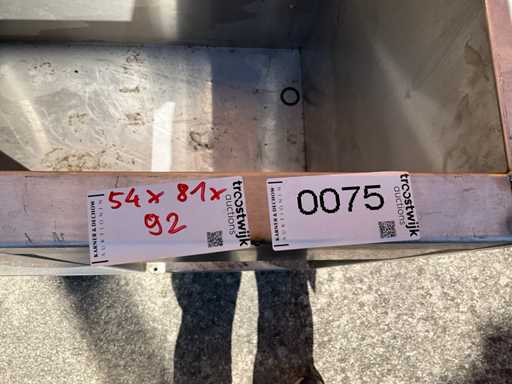 KARNER & DECHOW
AUKTIONEN
54 x 81 x
92
troostwijk
auctions
KARNER & DECHOW
AUKTIONEN
0075
troostwijk
auctions